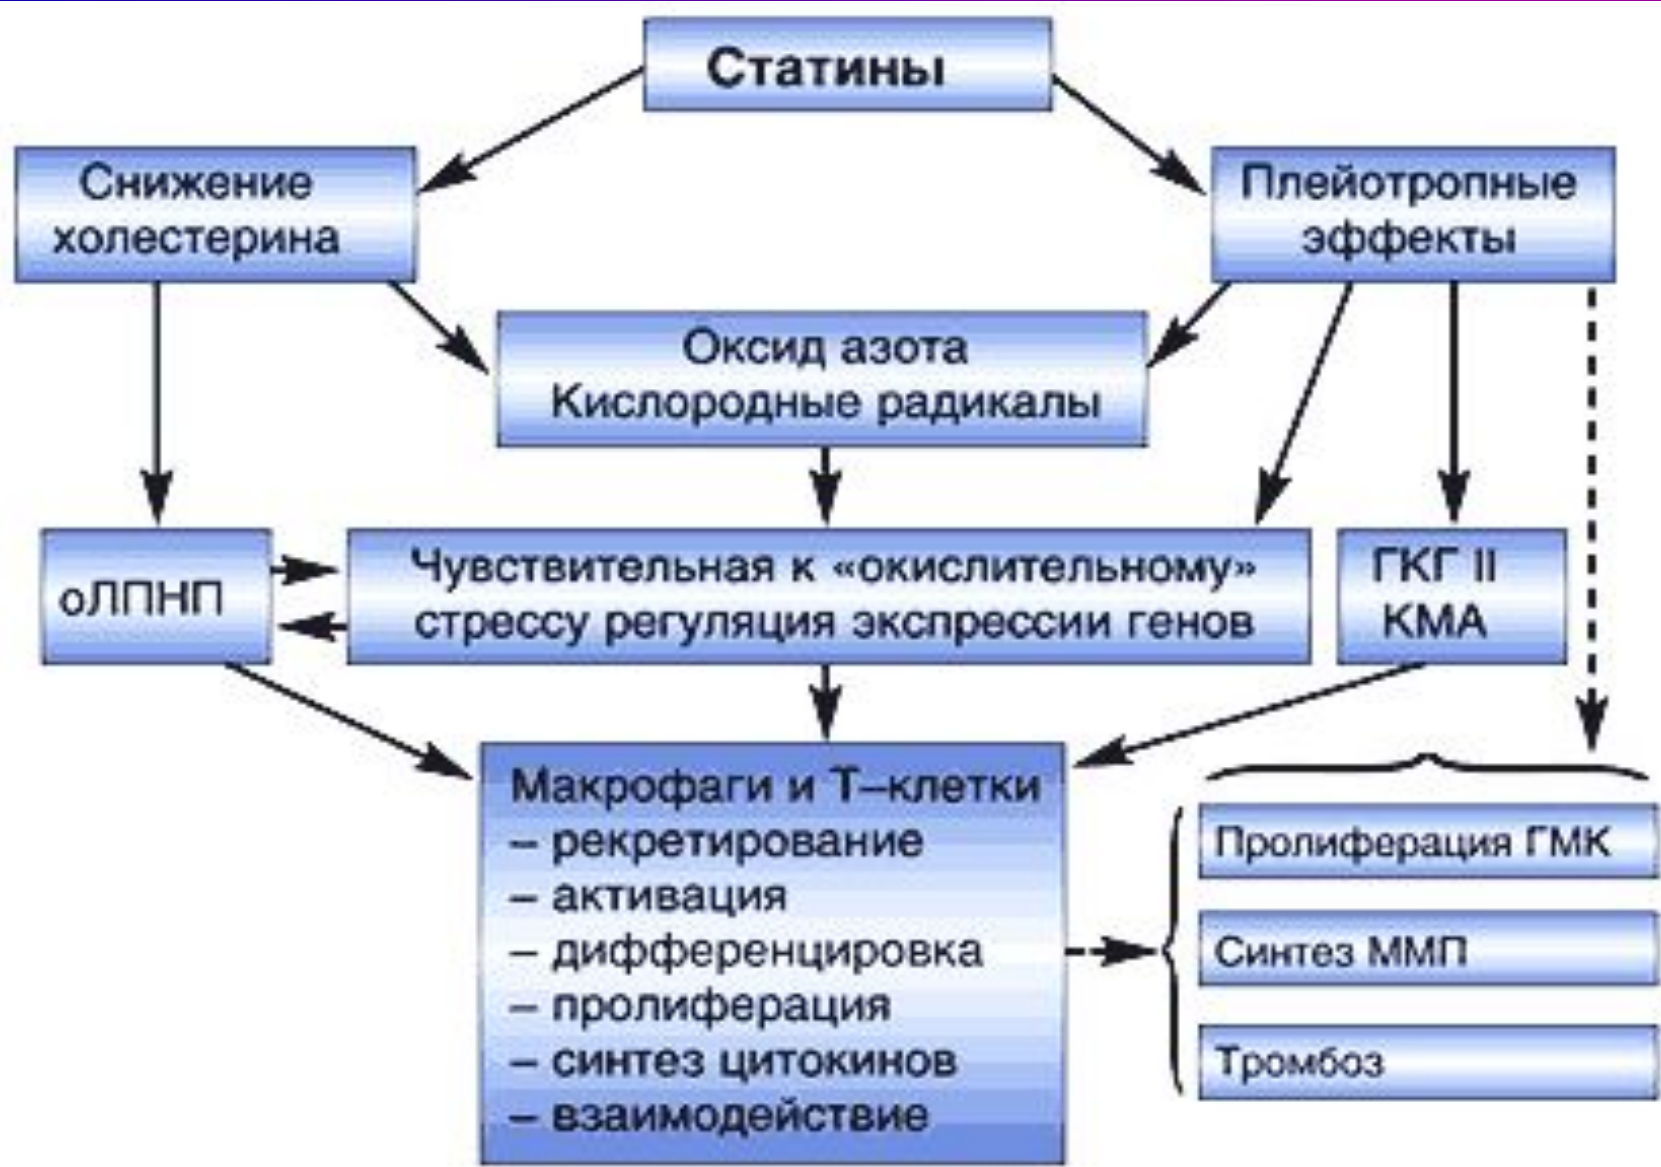 Статины
Снижение
холестерина
Плейотропные
эффекты
Оксид азота
Кислородные радикалы
оЛПНП
Чувствительная к «окислительному»
стрессу регуляция экспрессии генов
ГКГ II
КМА
Макрофаги и Т–клетки
– рекретирование
– активация
– дифференцировка
– пролиферация
– синтез цитокинов
– взаимодействие
Пролиферация ГМК
Синтез ММП
Тромбоз